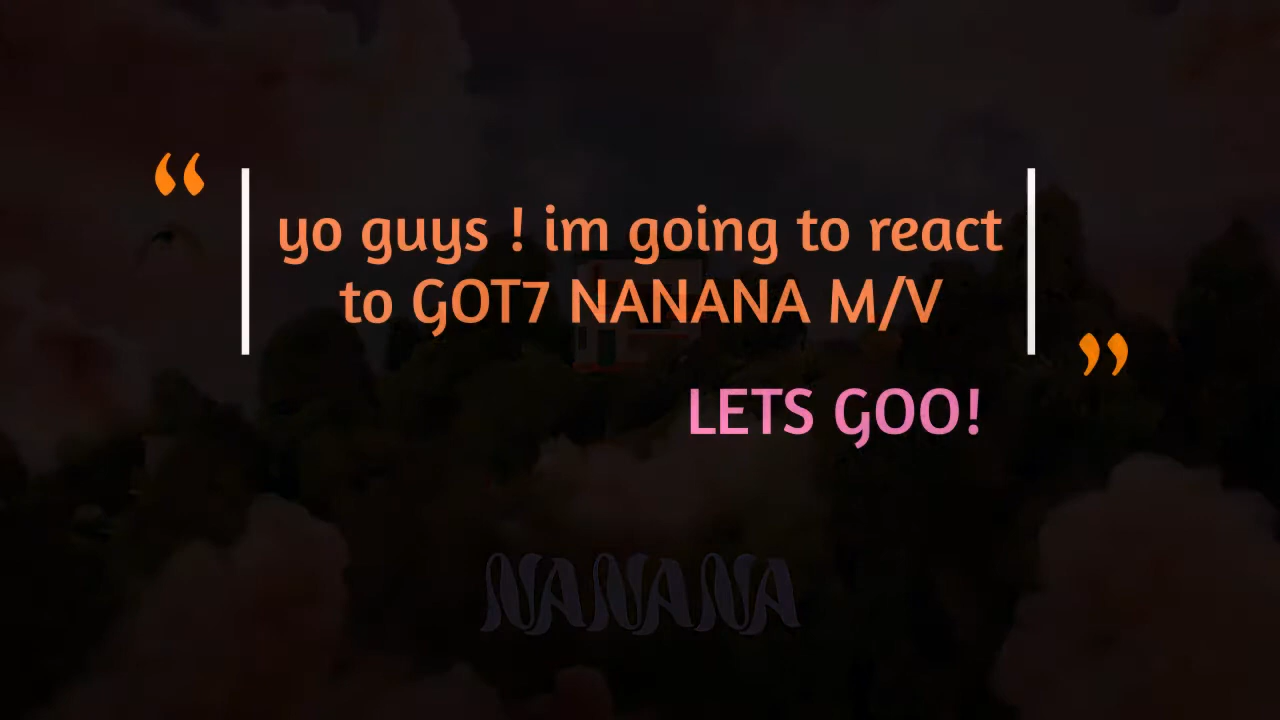 “
yo guys ! im going to react
to GOT7 NANANA M/V
”
LETS GOO!
NANANA